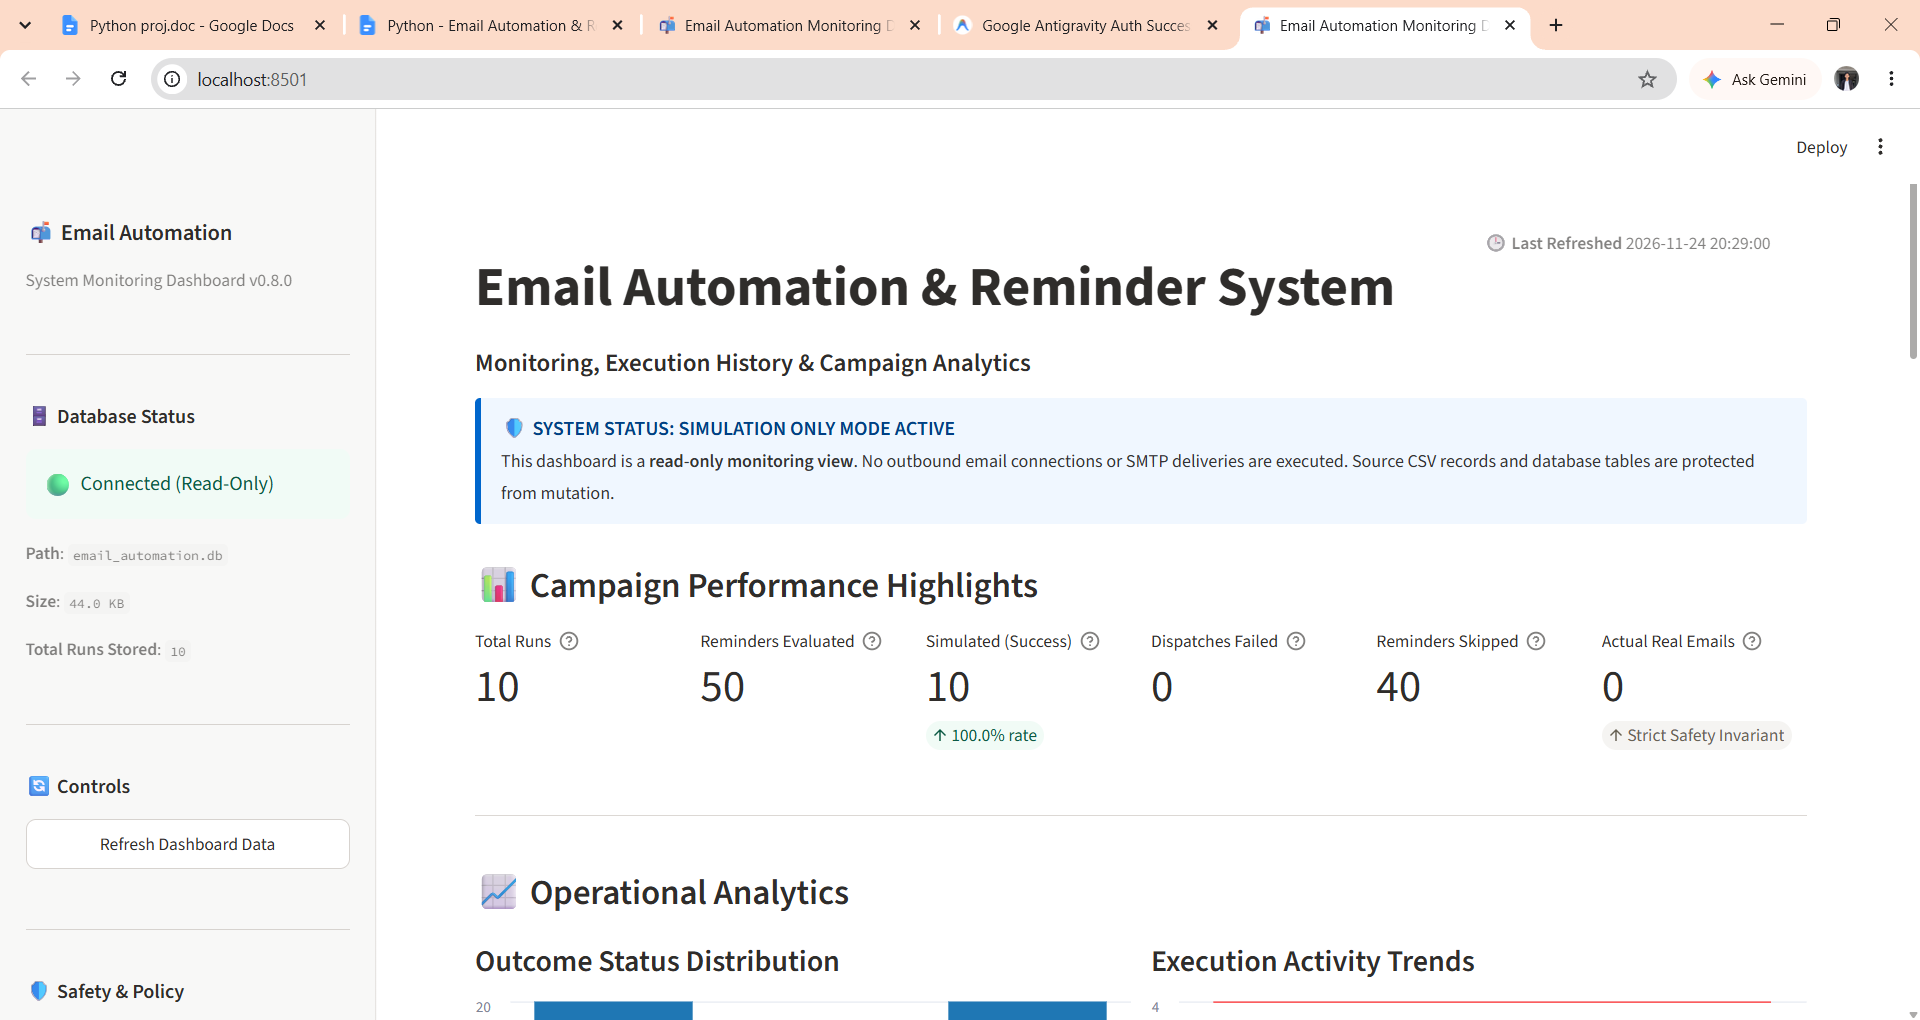 Python proj.doc - Google Docs
Python - Email Automation & R
Email Automation Monitoring D
Google Antigravity Auth Succes
Email Automation Monitoring D
localhost:8501
Ask Gemini
Deploy
Email Automation
System Monitoring Dashboard v0.8.0
Database Status
Connected (Read-Only)
Path: email_automation.db
Size: 44.0 KB
Total Runs Stored: 10
Controls
Refresh Dashboard Data
Safety & Policy
Last Refreshed 2026-11-24 20:29:00
Email Automation & Reminder System
Monitoring, Execution History & Campaign Analytics
SYSTEM STATUS: SIMULATION ONLY MODE ACTIVE
This dashboard is a read-only monitoring view. No outbound email connections or SMTP deliveries are executed. Source CSV records and database tables are protected
from mutation.
Campaign Performance Highlights
Total Runs
10
Reminders Evaluated
50
Simulated (Success)
10
↑ 100.0% rate
Dispatches Failed
0
Reminders Skipped
40
Actual Real Emails
0
↑ Strict Safety Invariant
Operational Analytics
Outcome Status Distribution
20
Execution Activity Trends
4